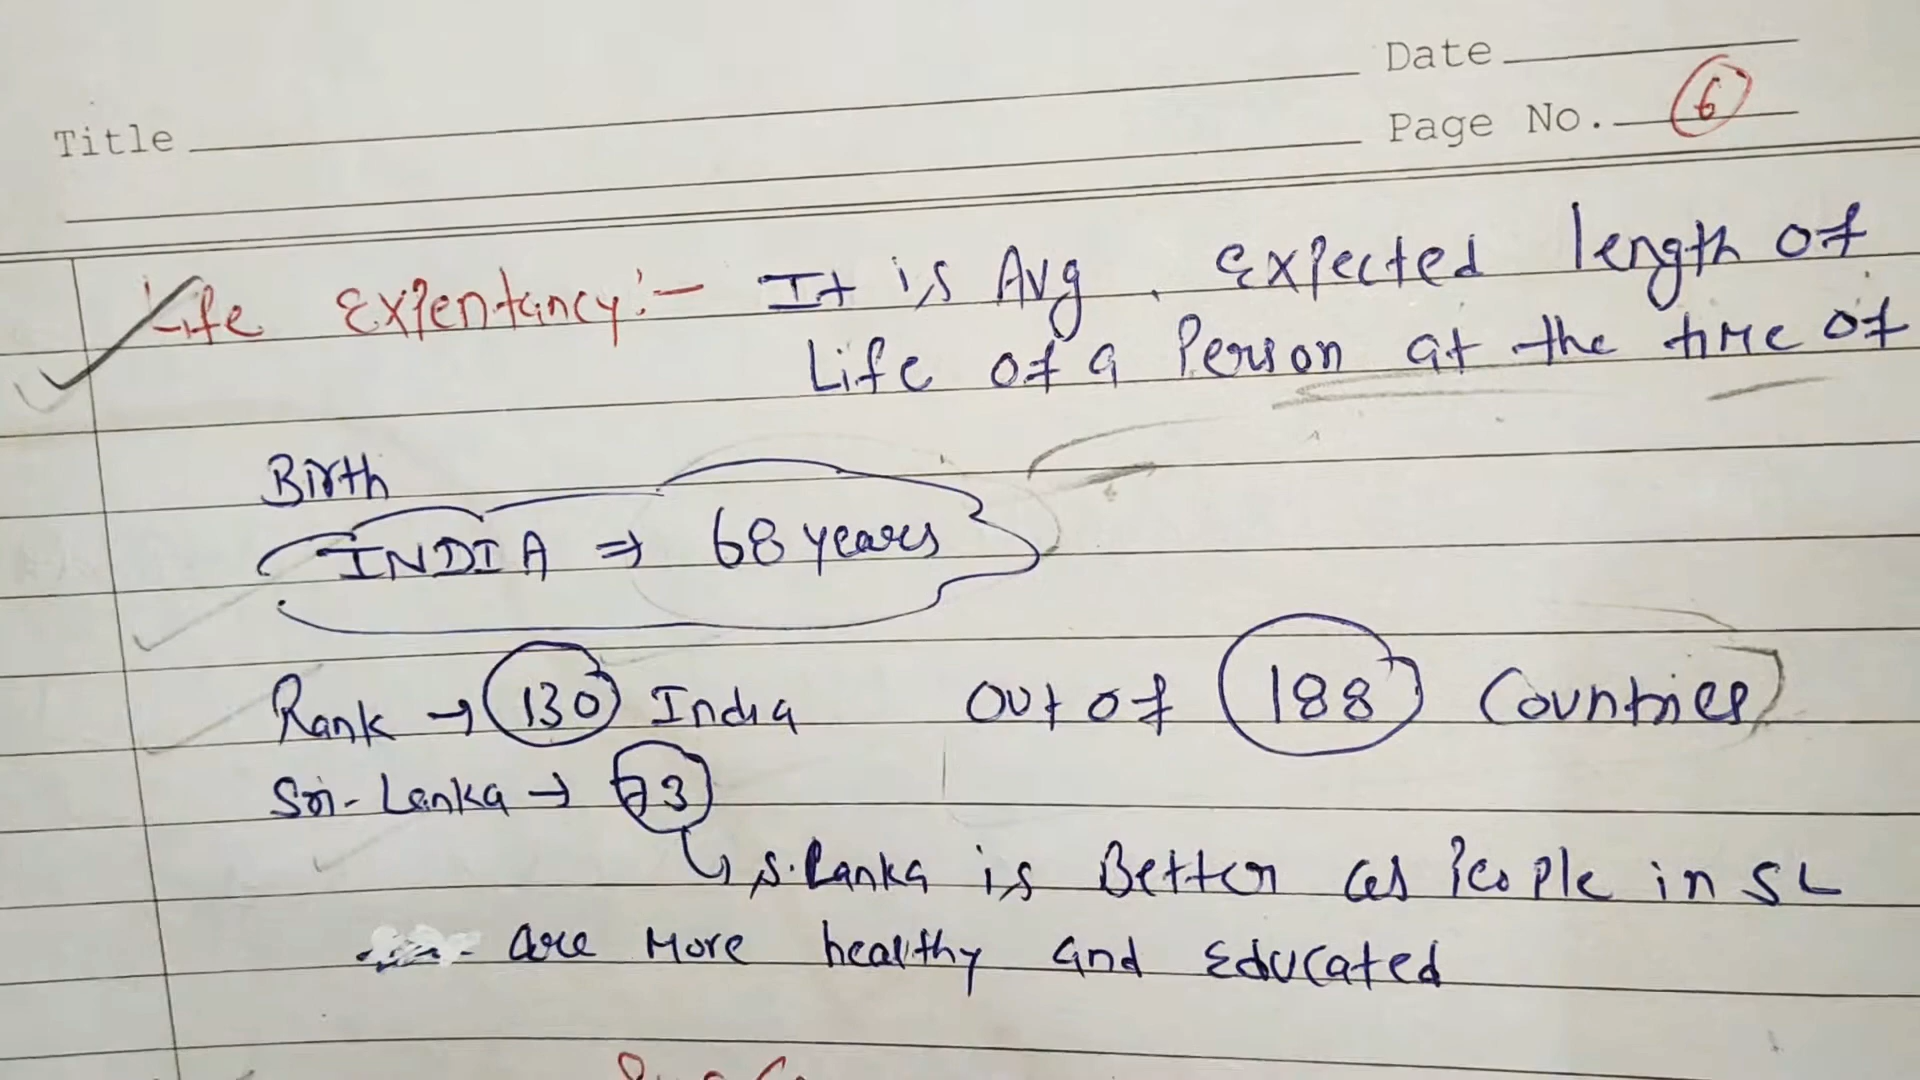 Date
Title
Page No. 6
Life Expentancy:- It is Avg. expected length of
Life of a Person at the time of
Birth
INDIA ⇒ 68 years
Rank → 130 India out of 188 Countries
Sri-Lanka → 73
↳ S.Lanka is Better as People in SL
are More healthy and Educated